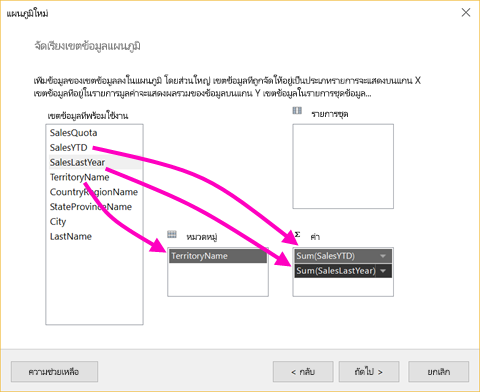 แผนภูมิใหม่
จัดเรียงเขตข้อมูลแผนภูมิ
เพิ่มข้อมูลของเขตข้อมูลลงในแผนภูมิ โดยส่วนใหญ่ เขตข้อมูลที่ถูกจัดให้อยู่เป็นประเภทรายการจะแสดงบนแกน X
เขตข้อมูลที่อยู่ในรายการมูลค่าจะแสดงผลรวมของข้อมูลบนแกน Y เขตข้อมูลในรายการชุดข้อมูล...
เขตข้อมูลที่พร้อมใช้งาน
รายการชุด
SalesQuota
SalesYTD
SalesLastYear
TerritoryName
CountryRegionName
StateProvinceName
City
LastName
หมวดหมู่
TerritoryName
Σ ค่า
Sum(SalesYTD)
Sum(SalesLastYear)
ความช่วยเหลือ
< กลับ
ถัดไป >
ยกเลิก